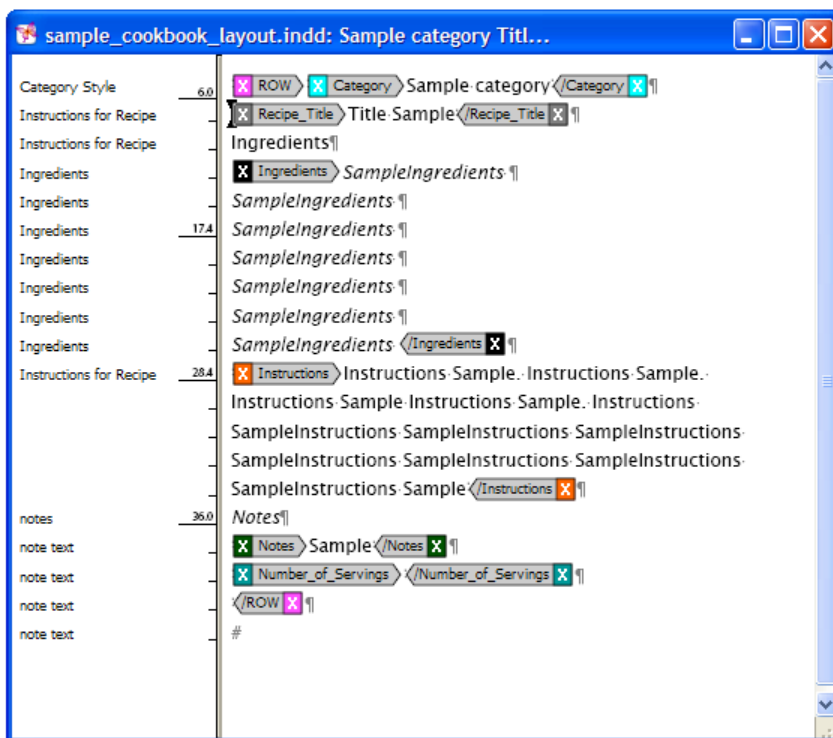 sample_cookbook_layout.indd: Sample category Titl...
Category Style 6.0 X ROW X Category Sample category /Category X ¶
Instructions for Recipe X Recipe_Title Title Sample /Recipe_Title X ¶
Instructions for Recipe Ingredients¶
Ingredients X Ingredients SampleIngredients ¶
Ingredients SampleIngredients ¶
Ingredients 17.4 SampleIngredients ¶
Ingredients SampleIngredients ¶
Ingredients SampleIngredients ¶
Ingredients SampleIngredients ¶
Ingredients SampleIngredients /Ingredients X ¶
Instructions for Recipe 28.4 X Instructions Instructions Sample. Instructions Sample.
Instructions Sample Instructions Sample. Instructions
SampleInstructions SampleInstructions SampleInstructions
SampleInstructions SampleInstructions SampleInstructions
SampleInstructions Sample /Instructions X ¶
notes 36.0 Notes¶
note text X Notes Sample /Notes X ¶
note text X Number_of_Servings /Number_of_Servings X ¶
note text /ROW X ¶
note text #